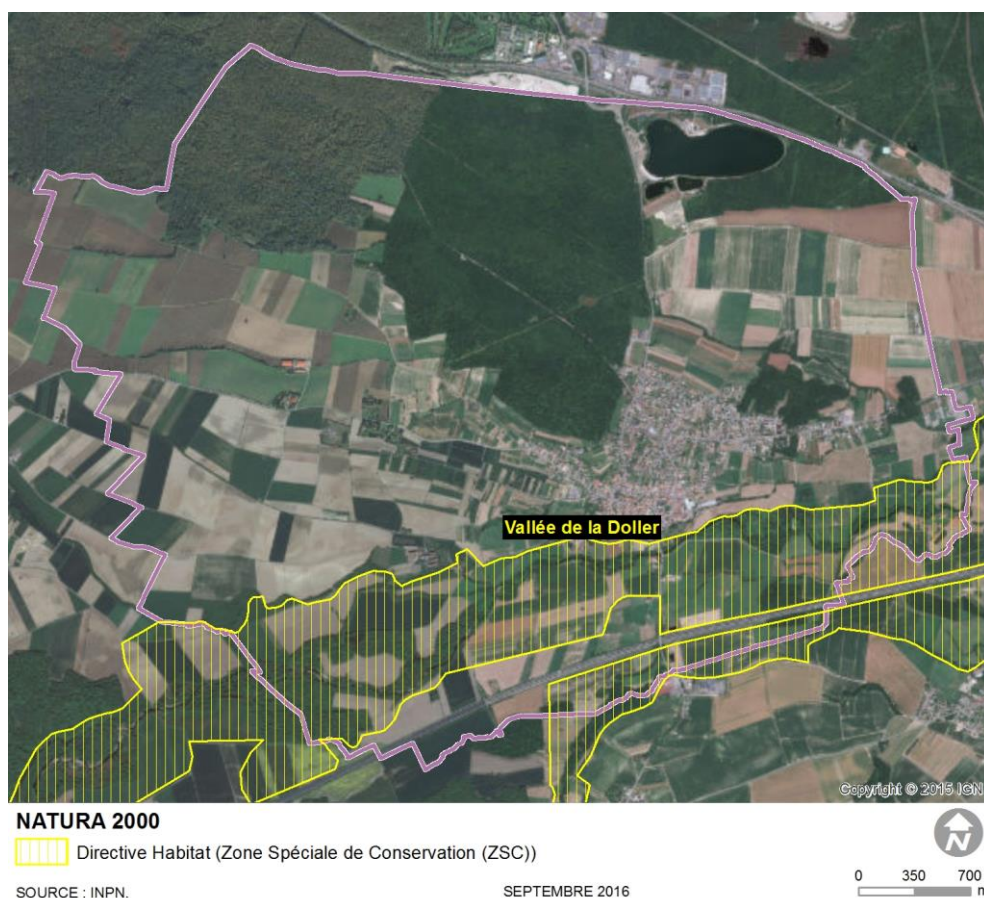 Vallée de la Doller
Copyright © 2015 IGN
NATURA 2000
Directive Habitat (Zone Spéciale de Conservation (ZSC))
N
0 350 700
m
SOURCE : INPN.
SEPTEMBRE 2016